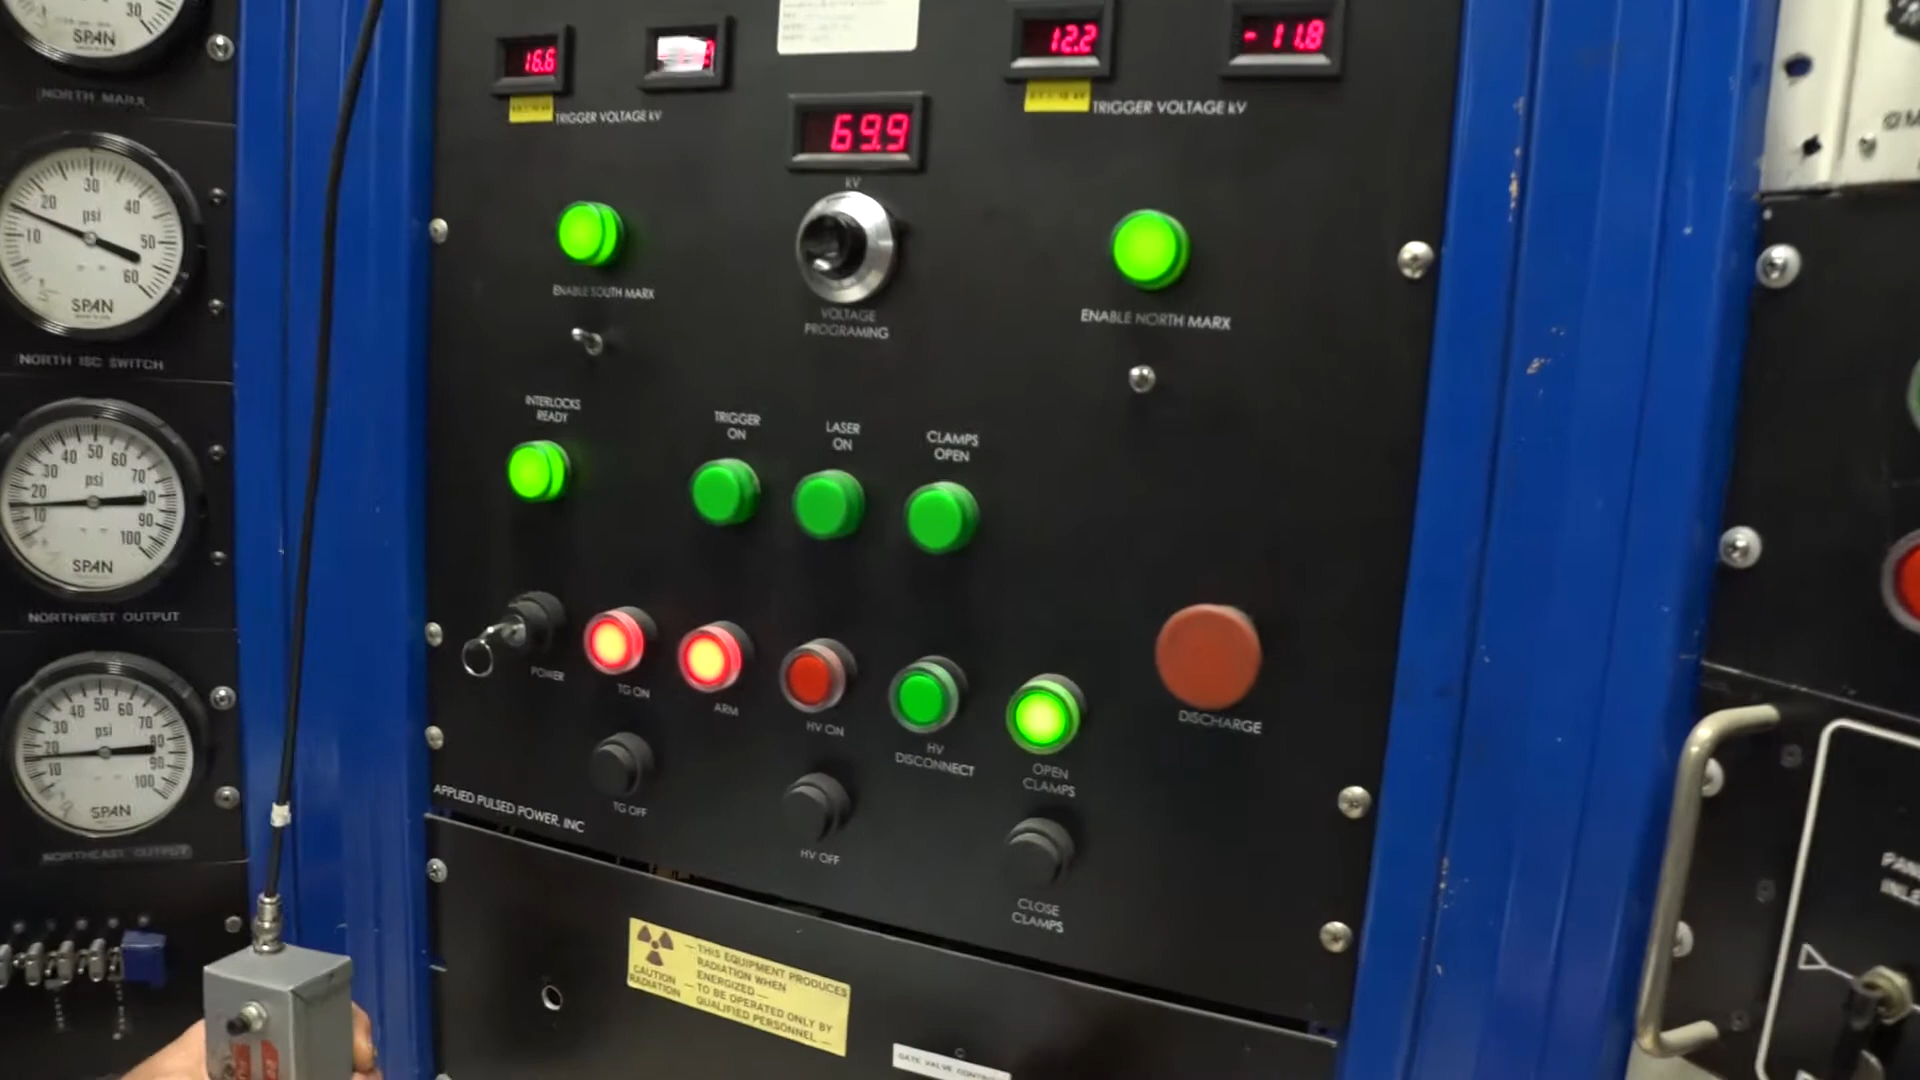 30
SPAN
NORTH MARX
10
20
30
40
50
60
psi
SPAN
NORTH ISC SWITCH
10
20
30
40
50
60
70
80
90
100
psi
SPAN
NORTHWEST OUTPUT
10
20
30
40
50
60
70
80
90
100
psi
SPAN
NORTHEAST OUTPUT
16.6
TRIGGER VOLTAGE kV
69.9
kV
12.2
-11.8
TRIGGER VOLTAGE kV
ENABLE SOUTH MARX
VOLTAGE
PROGRAMING
ENABLE NORTH MARX
INTERLOCKS
READY
TRIGGER
ON
LASER
ON
CLAMPS
OPEN
POWER
TG ON
ARM
HV ON
HV
DISCONNECT
OPEN
CLAMPS
DISCHARGE
TG OFF
HV OFF
CLOSE
CLAMPS
APPLIED PULSED POWER, INC
CAUTION
RADIATION
— THIS EQUIPMENT PRODUCES
RADIATION WHEN
ENERGIZED —
— TO BE OPERATED ONLY BY
QUALIFIED PERSONNEL —
GATE VALVE